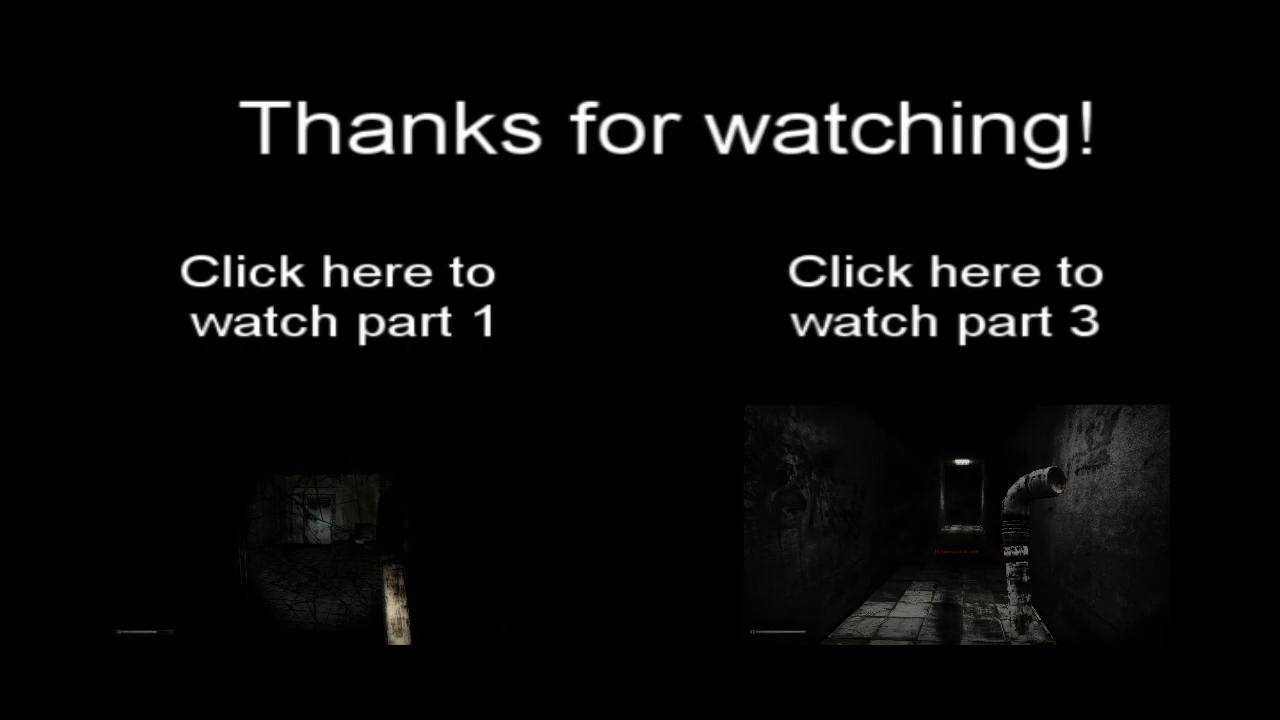 Thanks for watching!
Click here to
watch part 1
Click here to
watch part 3